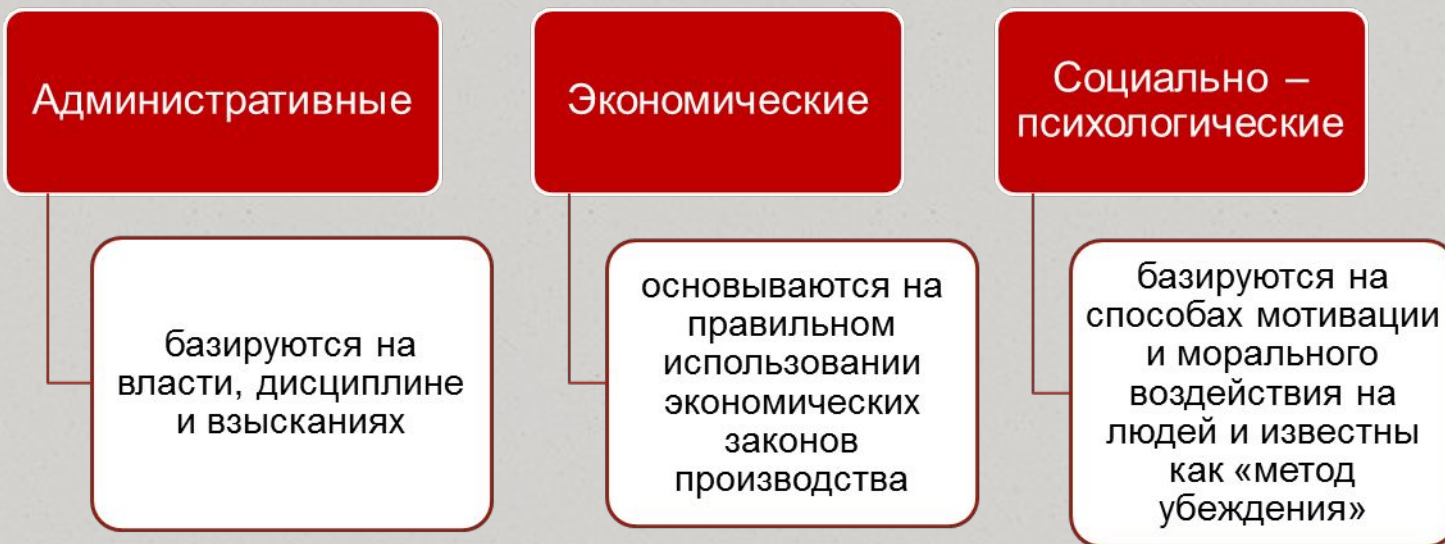 Административные
базируются на
власти, дисциплине
и взысканиях
Экономические
основываются на
правильном
использовании
экономических
законов
производства
Социально –
психологические
базируются на
способах мотивации
и морального
воздействия на
людей и известны
как «метод
убеждения»